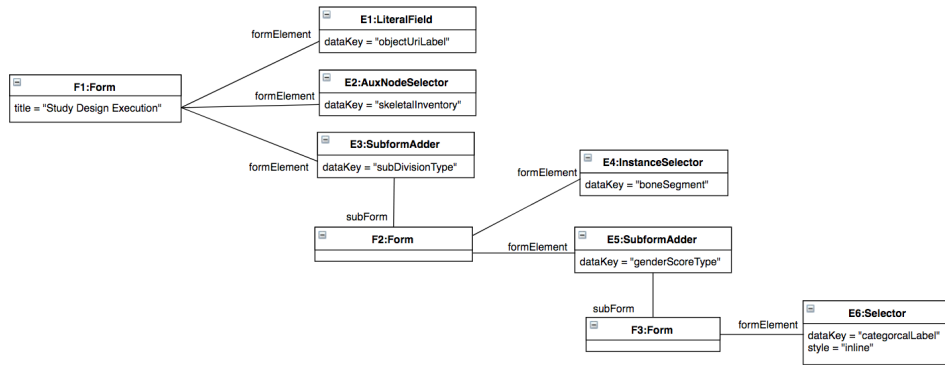 E1:LiteralField
formElement
dataKey = "objectUriLabel"
F1:Form
title = "Study Design Execution"
E2:AuxNodeSelector
formElement
dataKey = "skeletalInventory"
E3:SubformAdder
formElement
dataKey = "subDivisionType"
subForm
F2:Form
E4:InstanceSelector
formElement
dataKey = "boneSegment"
E5:SubformAdder
formElement
dataKey = "genderScoreType"
subForm
F3:Form
formElement
E6:Selector
dataKey = "categorcalLabel"
style = "inline"